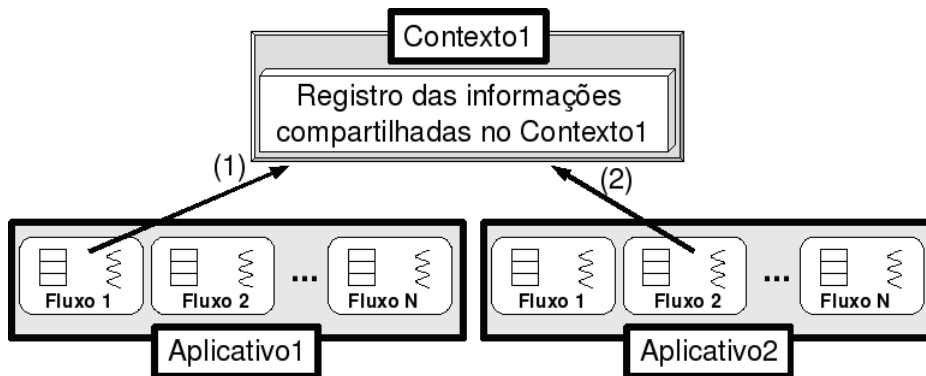 Contexto1
Registro das informações
compartilhadas no Contexto1
(1)
(2)
Fluxo 1
Fluxo 2
...
Fluxo N
Aplicativo1
Fluxo 1
Fluxo 2
...
Fluxo N
Aplicativo2